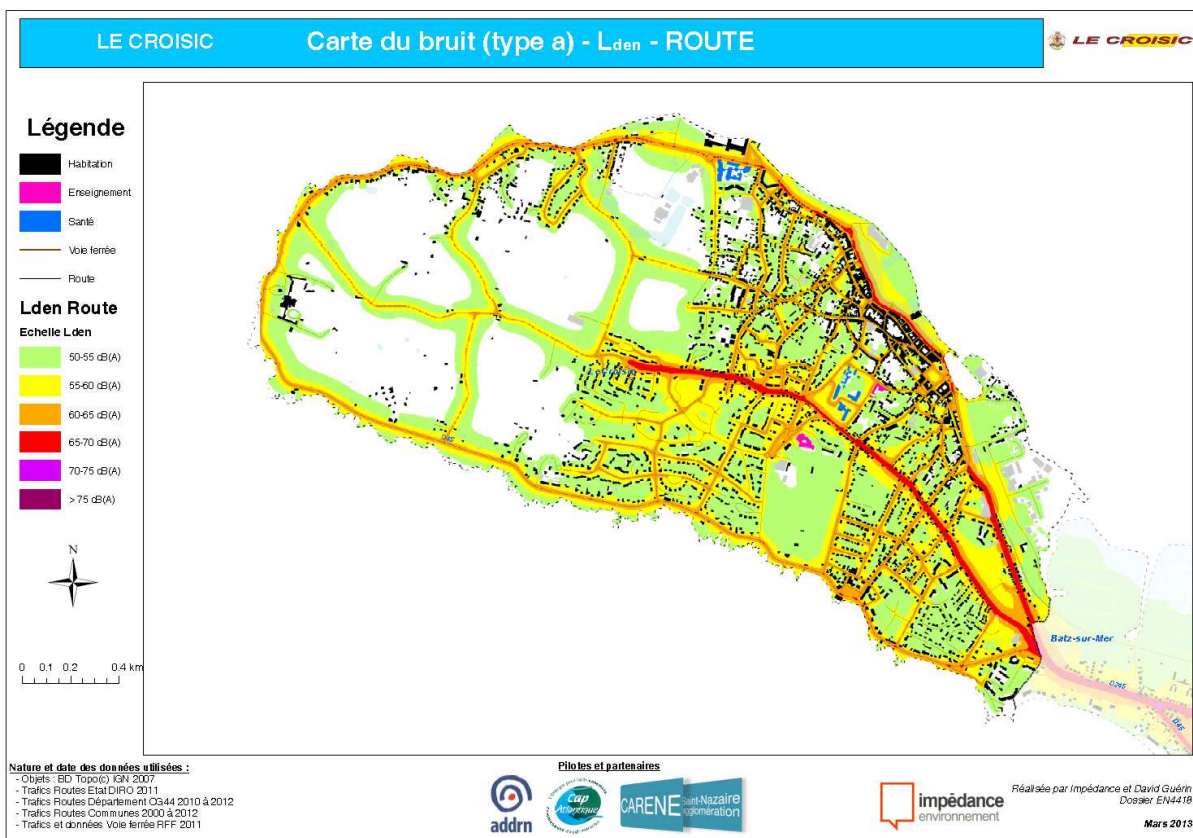 LE CROISIC
Carte du bruit (type a) - Lden - ROUTE
LE CROISIC
Légende
Habitation
Enseignement
Santé
Voie ferrée
Route
Lden Route
Echelle Lden
50-55 dB(A)
55-60 dB(A)
60-65 dB(A)
65-70 dB(A)
70-75 dB(A)
> 75 dB(A)
N
0 0.1 0.2 0.4 km
Le Croisic
D45
Batz-sur-Mer
D245
D45
Nature et date des données utilisées :
- Objets : BD Topo(c) IGN 2007
- Trafics Routes Etat DIRO 2011
- Trafics Routes Département CG44 2010 à 2012
- Trafics Routes Communes 2000 à 2012
- Trafics et données Voie ferrée RFF 2011
Pilotes et partenaires
addrn
Cap
Atlantique
CARENE
Saint-Nazaire
agglomération
impédance
environnement
Réalisée par Impédance et David Guérin
Dossier EN4418
Mars 2013